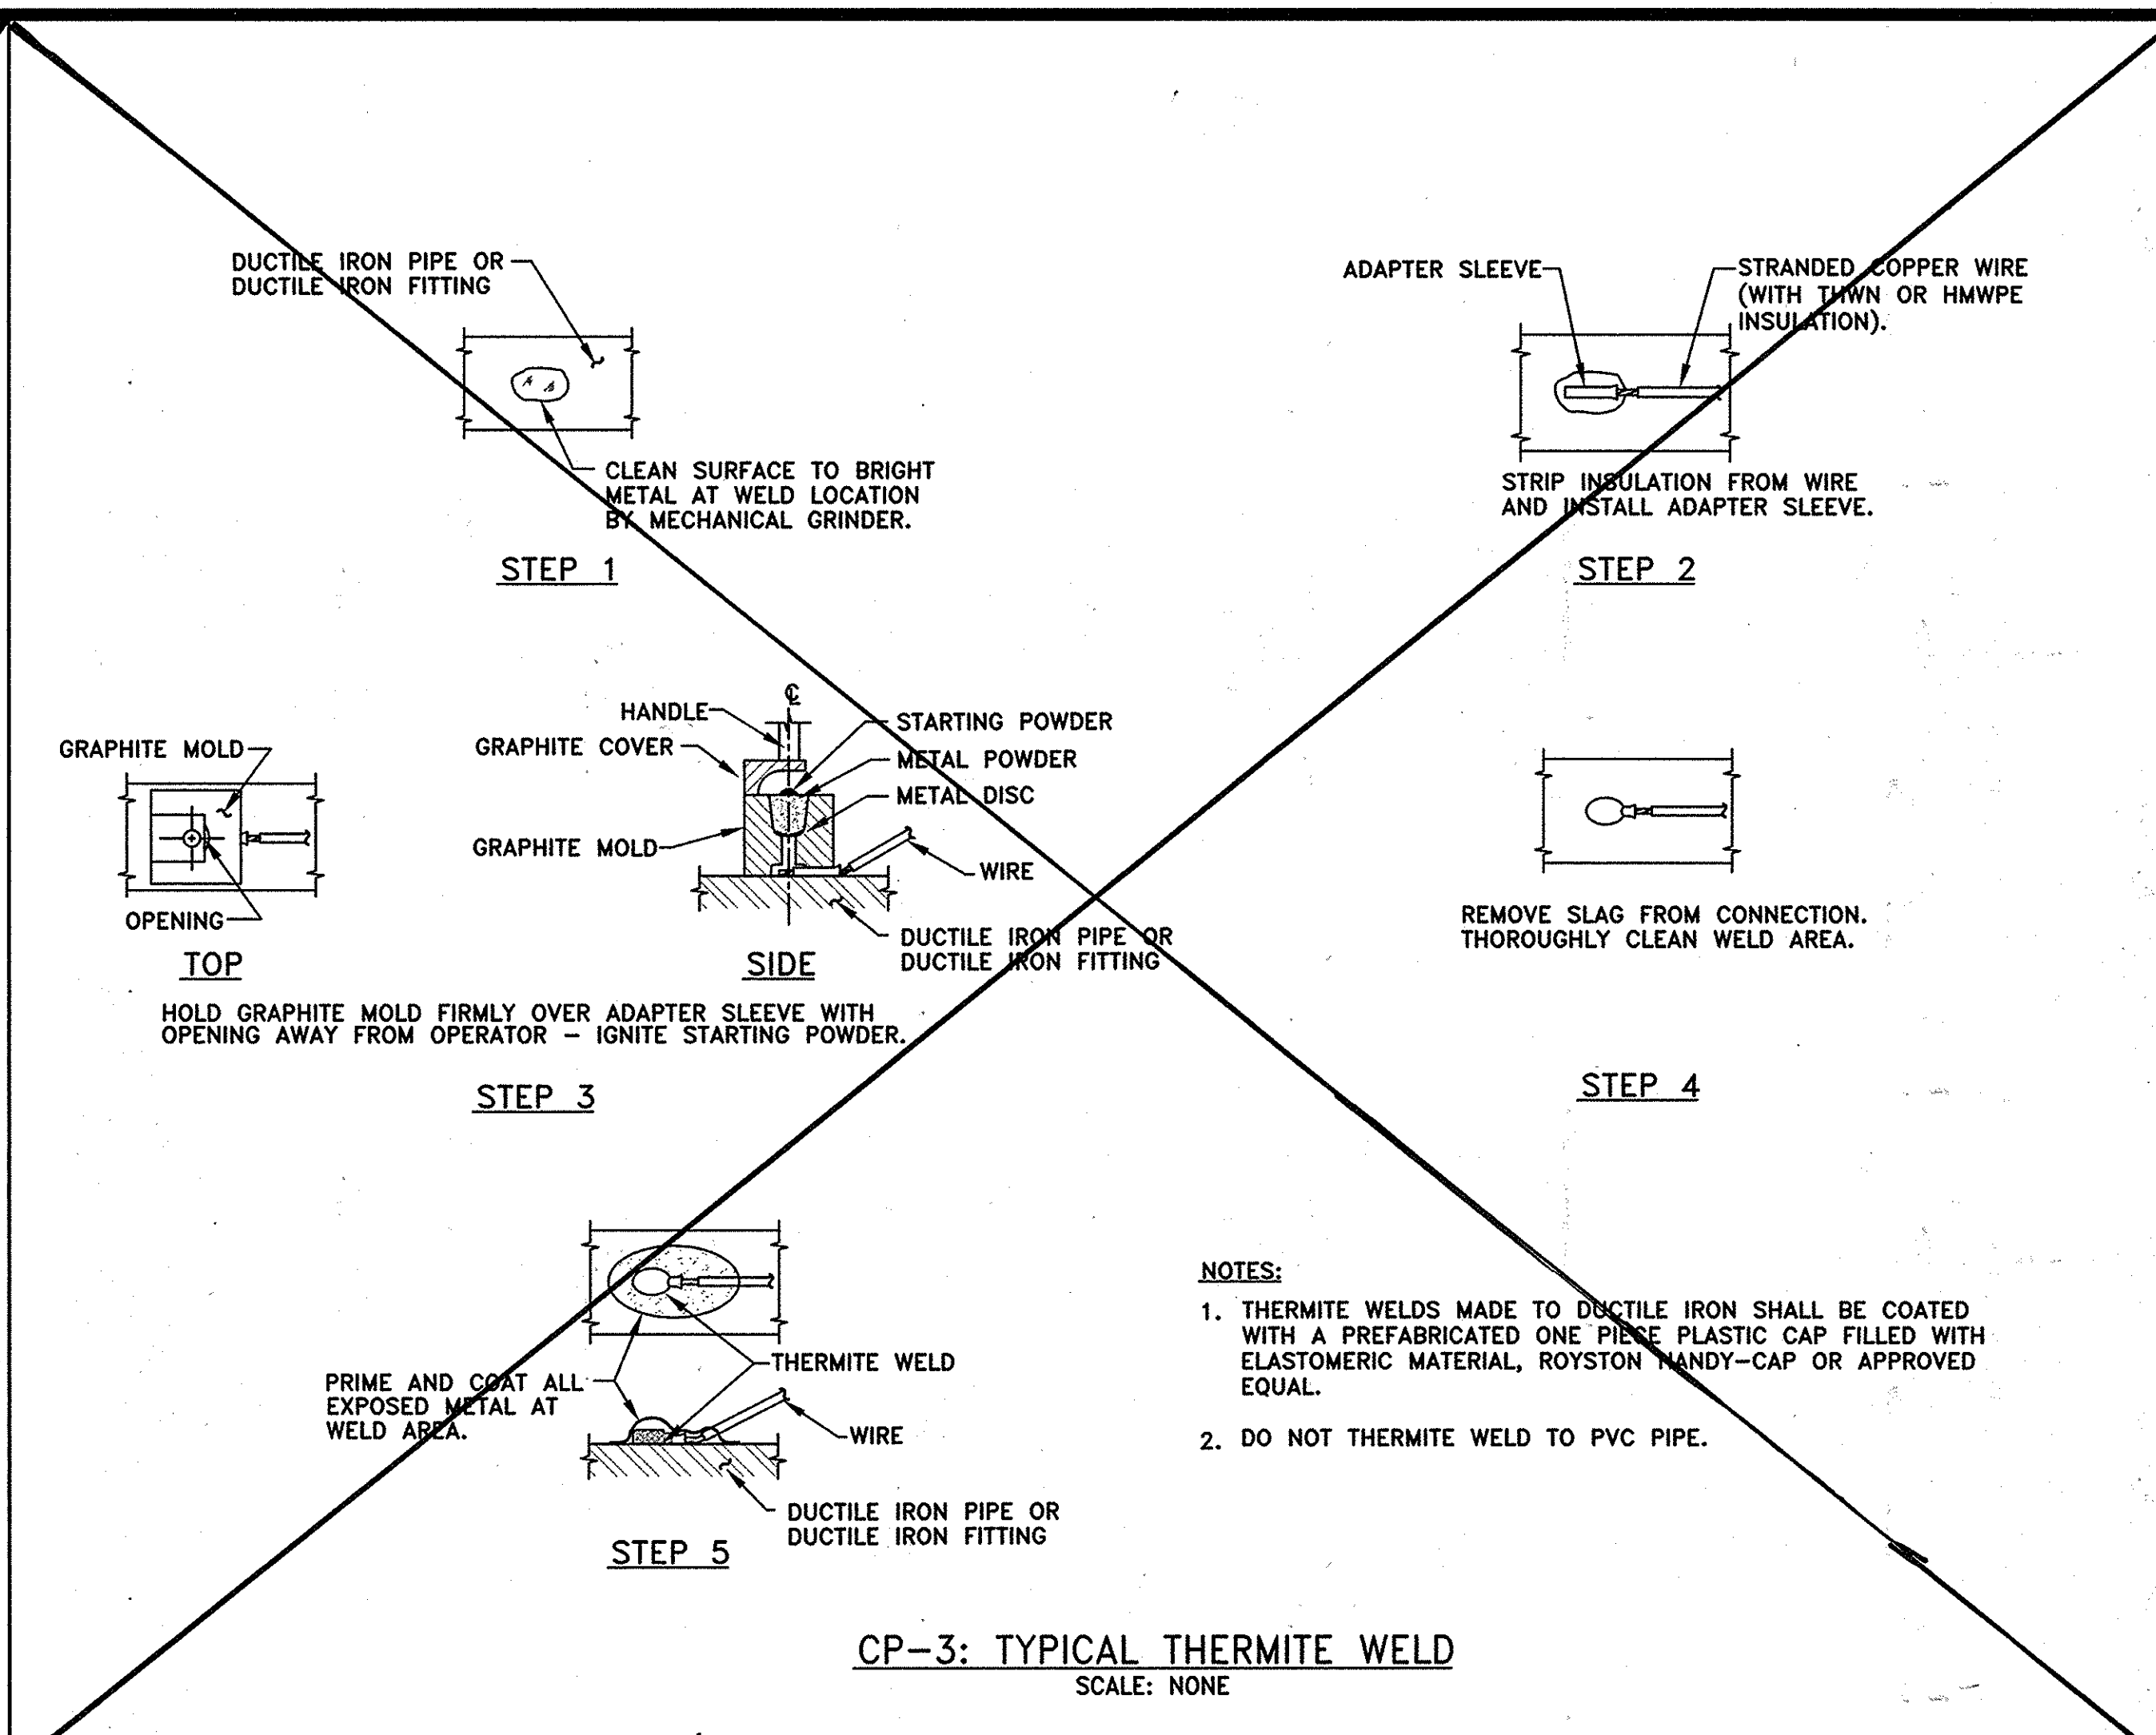 DUCTILE IRON PIPE OR
DUCTILE IRON FITTING
CLEAN SURFACE TO BRIGHT
METAL AT WELD LOCATION
BY MECHANICAL GRINDER.
STEP 1
ADAPTER SLEEVE
STRANDED COPPER WIRE
(WITH THWN OR HMWPE
INSULATION).
STRIP INSULATION FROM WIRE
AND INSTALL ADAPTER SLEEVE.
STEP 2
GRAPHITE MOLD
OPENING
TOP
℄
HANDLE
GRAPHITE COVER
GRAPHITE MOLD
STARTING POWDER
METAL POWDER
METAL DISC
WIRE
DUCTILE IRON PIPE OR
DUCTILE IRON FITTING
SIDE
HOLD GRAPHITE MOLD FIRMLY OVER ADAPTER SLEEVE WITH
OPENING AWAY FROM OPERATOR – IGNITE STARTING POWDER.
STEP 3
REMOVE SLAG FROM CONNECTION.
THOROUGHLY CLEAN WELD AREA.
STEP 4
PRIME AND COAT ALL
EXPOSED METAL AT
WELD AREA.
THERMITE WELD
WIRE
DUCTILE IRON PIPE OR
DUCTILE IRON FITTING
STEP 5
NOTES:
1. THERMITE WELDS MADE TO DUCTILE IRON SHALL BE COATED
WITH A PREFABRICATED ONE PIECE PLASTIC CAP FILLED WITH
ELASTOMERIC MATERIAL, ROYSTON HANDY-CAP OR APPROVED
EQUAL.
2. DO NOT THERMITE WELD TO PVC PIPE.
CP-3: TYPICAL THERMITE WELD
SCALE: NONE